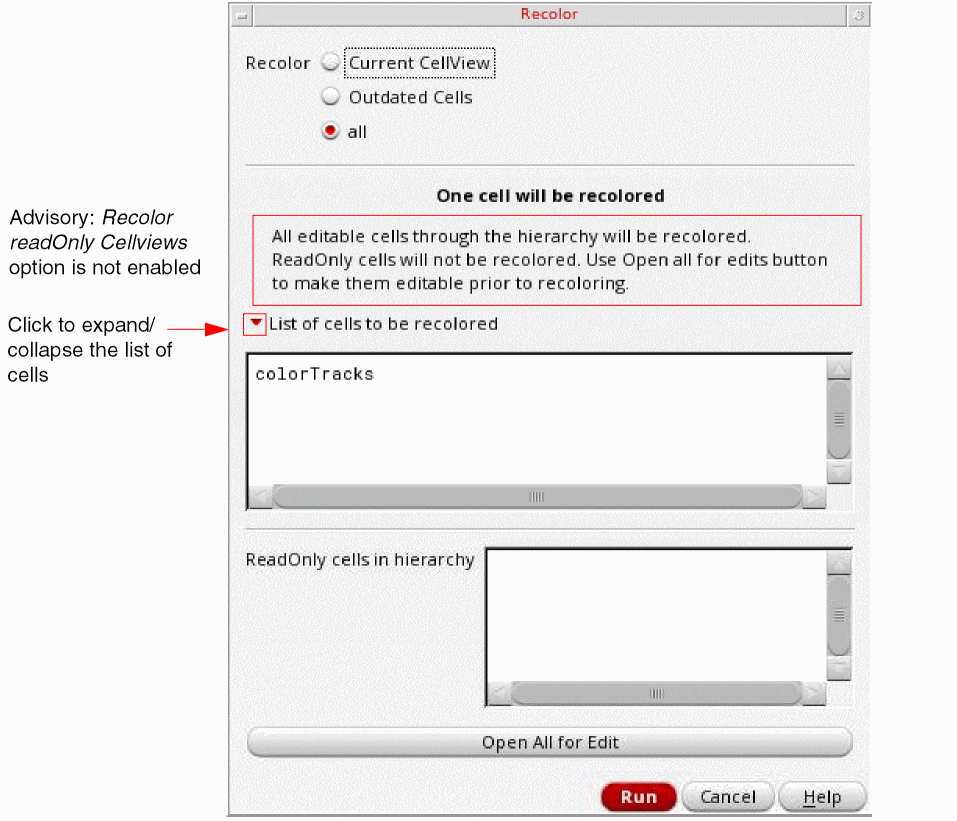 Recolor
Recolor
Current CellView
Outdated Cells
all
One cell will be recolored
Advisory: Recolor
readOnly Cellviews
option is not enabled
All editable cells through the hierarchy will be recolored.
ReadOnly cells will not be recolored. Use Open all for edits button
to make them editable prior to recoloring.
Click to expand/
collapse the list of
cells
List of cells to be recolored
colorTracks
ReadOnly cells in hierarchy
Open All for Edit
Run
Cancel
Help